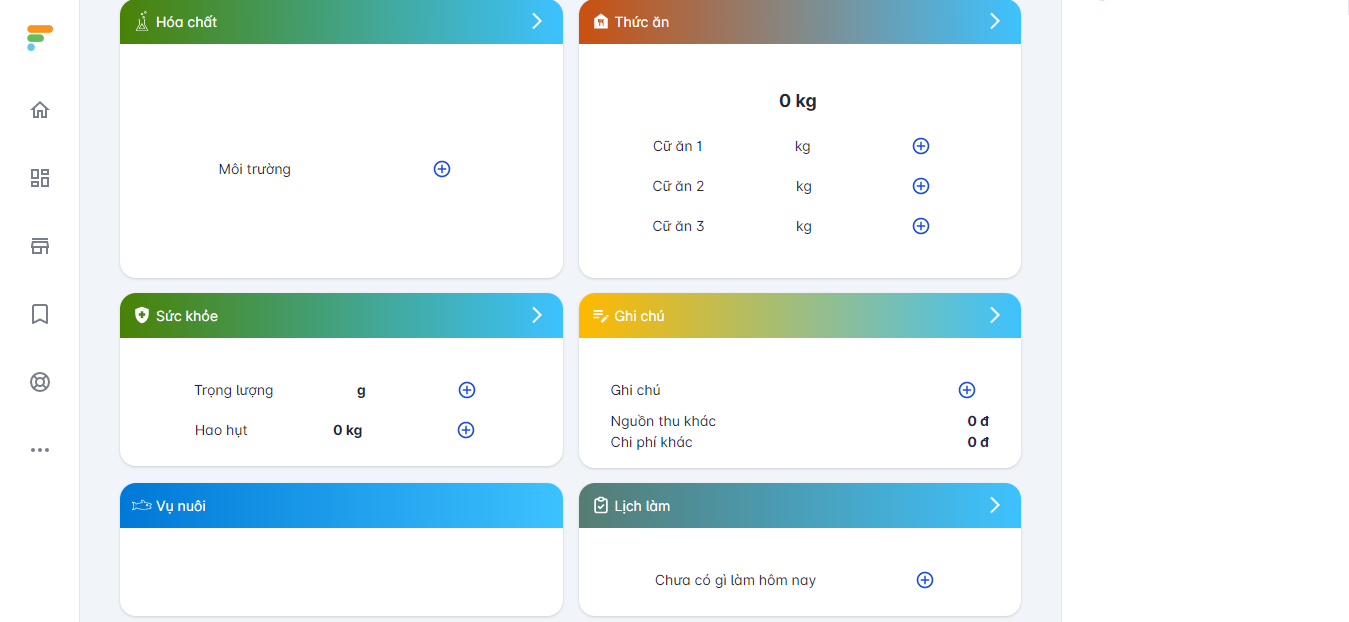 Hóa chất
Môi trường
Thức ăn
0 kg
Cữ ăn 1 kg
Cữ ăn 2 kg
Cữ ăn 3 kg
Sức khỏe
Trọng lượng g
Hao hụt 0 kg
Ghi chú
Ghi chú
Nguồn thu khác 0 đ
Chi phí khác 0 đ
Vụ nuôi
Lịch làm
Chưa có gì làm hôm nay